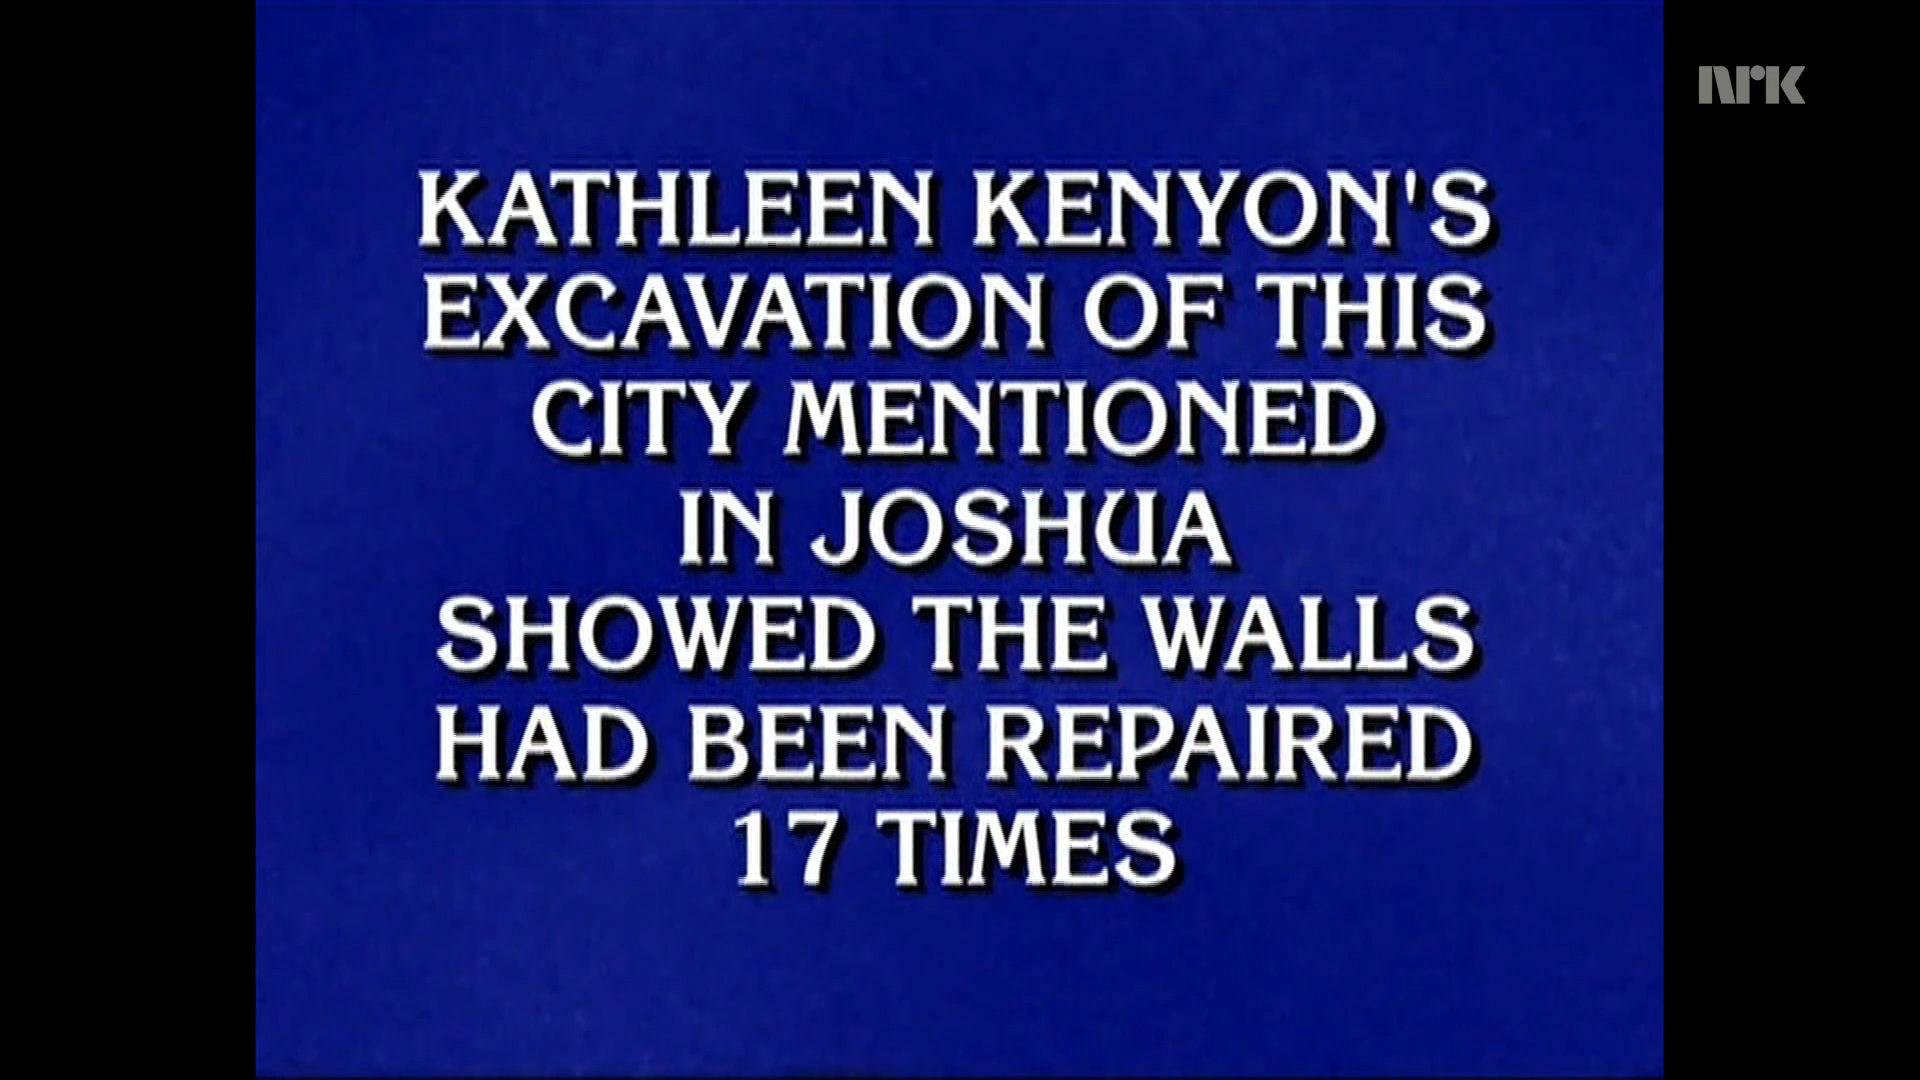 NRK
KATHLEEN KENYON'S
EXCAVATION OF THIS
CITY MENTIONED
IN JOSHUA
SHOWED THE WALLS
HAD BEEN REPAIRED
17 TIMES